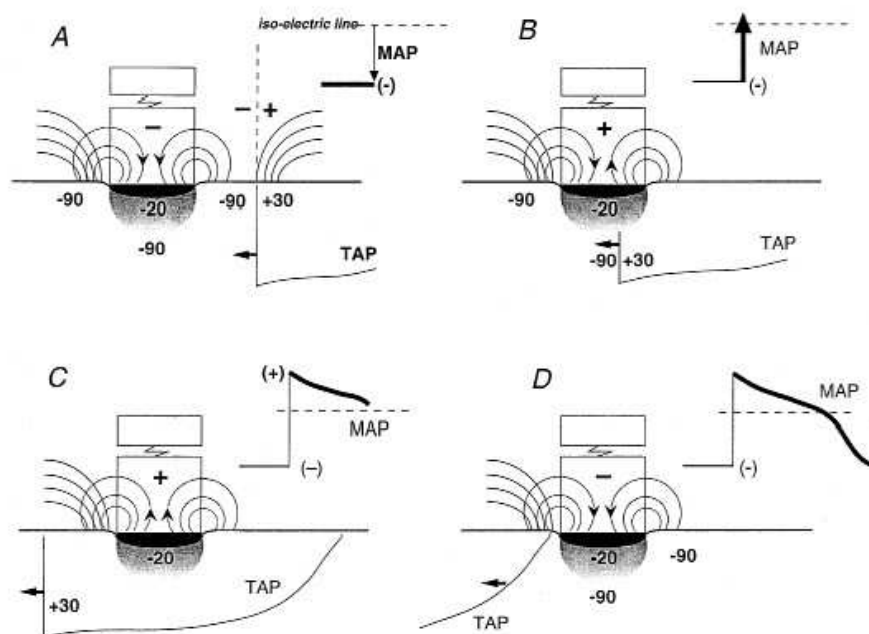 A
iso-electric line
MAP
(-)
− +
−
-90
-20
-90
+30
-90
TAP
B
MAP
(-)
+
-90
-20
-90
+30
TAP
C
(+)
MAP
(−)
+
-20
+30
TAP
D
MAP
(-)
−
-20
-90
-90
TAP